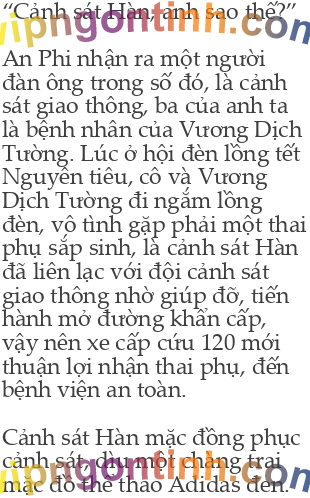 “Cảnh sát Hàn, anh sao thế?”
An Phi nhận ra một người
đàn ông trong số đó, là cảnh
sát giao thông, ba của anh ta
là bệnh nhân của Vương Dịch
Tường. Lúc ở hội đèn lồng tết
Nguyên tiêu, cô và Vương
Dịch Tường đi ngắm lồng
đèn, vô tình gặp phải một thai
phụ sắp sinh, là cảnh sát Hàn
đã liên lạc với đội cảnh sát
giao thông nhờ giúp đỡ, tiến
hành mở đường khẩn cấp,
vậy nên xe cấp cứu 120 mới
thuận lợi nhận thai phụ, đến
bệnh viện an toàn.
Cảnh sát Hàn mặc đồng phục
cảnh sát, dìu một chàng trai
mặc đồ thể thao Adidas đen.
vipngontinh.com
vipngontinh.com